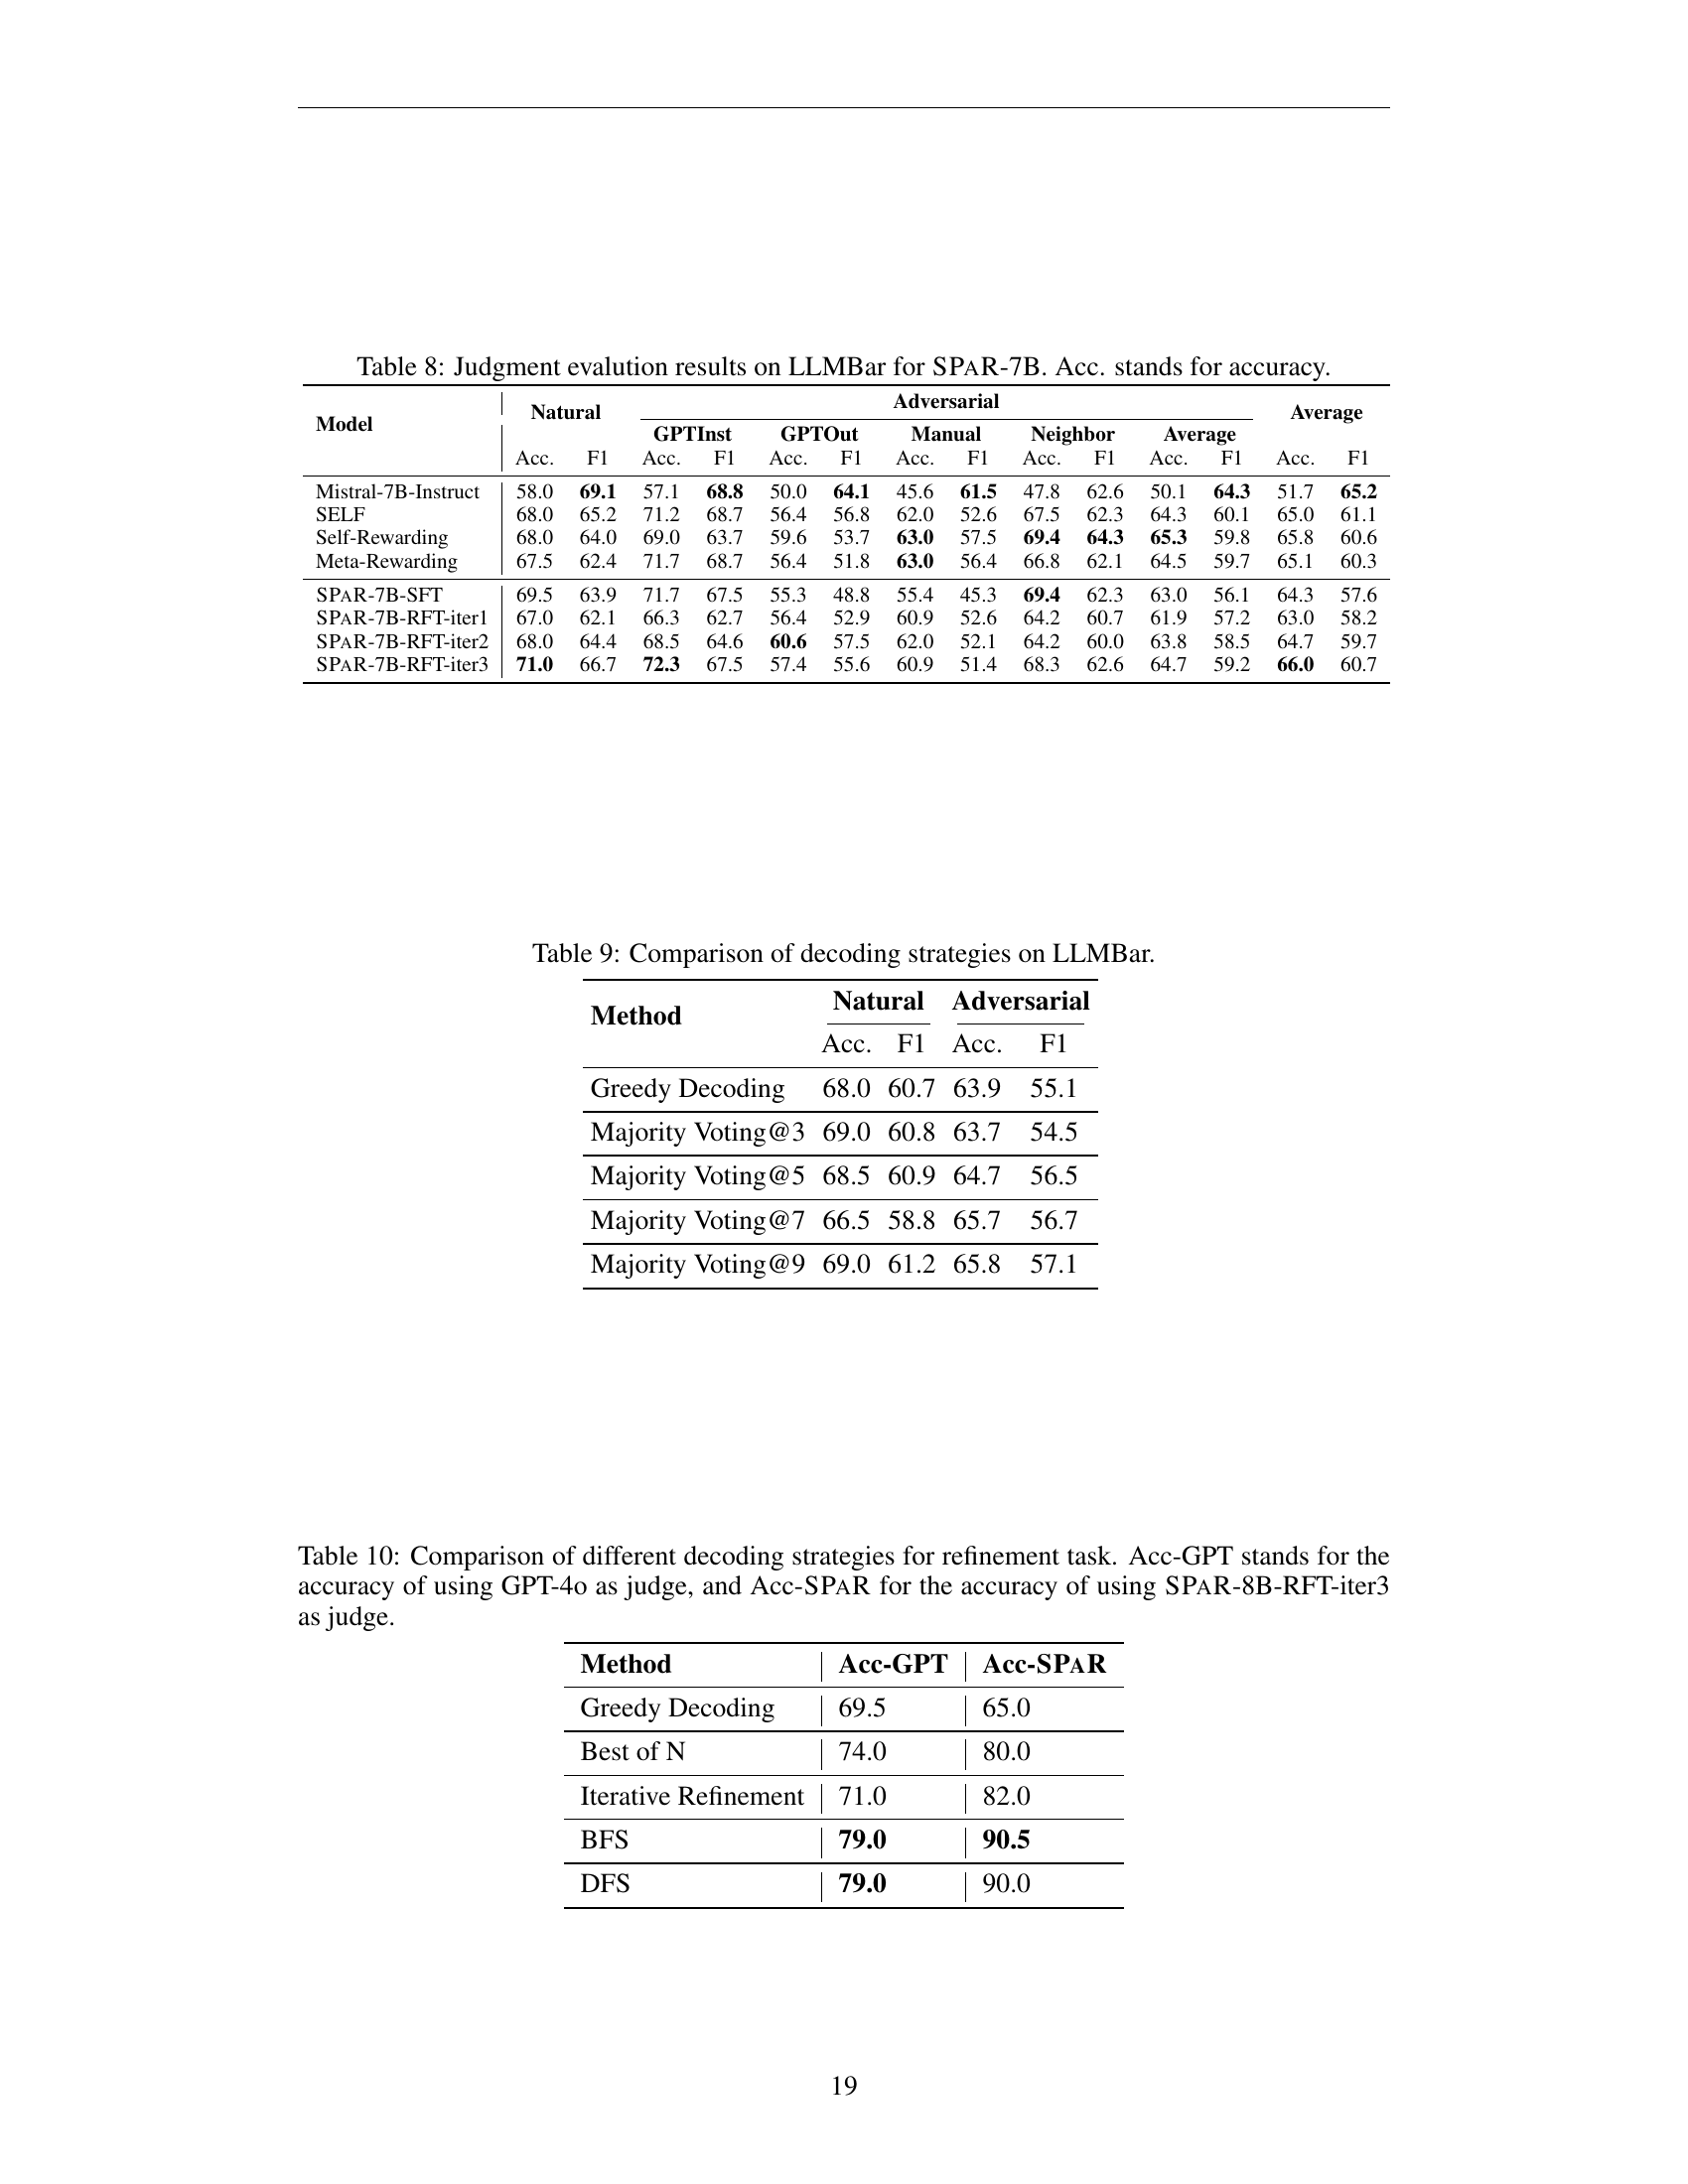 Table 8: Judgment evalution results on LLMBar for SPAR-7B. Acc. stands for accuracy.
Model Natural Adversarial Average
GPTInst GPTOut Manual Neighbor Average
Acc. F1 Acc. F1 Acc. F1 Acc. F1 Acc. F1 Acc. F1 Acc. F1
Mistral-7B-Instruct 58.0 69.1 57.1 68.8 50.0 64.1 45.6 61.5 47.8 62.6 50.1 64.3 51.7 65.2
SELF 68.0 65.2 71.2 68.7 56.4 56.8 62.0 52.6 67.5 62.3 64.3 60.1 65.0 61.1
Self-Rewarding 68.0 64.0 69.0 63.7 59.6 53.7 63.0 57.5 69.4 64.3 65.3 59.8 65.8 60.6
Meta-Rewarding 67.5 62.4 71.7 68.7 56.4 51.8 63.0 56.4 66.8 62.1 64.5 59.7 65.1 60.3
SPAR-7B-SFT 69.5 63.9 71.7 67.5 55.3 48.8 55.4 45.3 69.4 62.3 63.0 56.1 64.3 57.6
SPAR-7B-RFT-iter1 67.0 62.1 66.3 62.7 56.4 52.9 60.9 52.6 64.2 60.7 61.9 57.2 63.0 58.2
SPAR-7B-RFT-iter2 68.0 64.4 68.5 64.6 60.6 57.5 62.0 52.1 64.2 60.0 63.8 58.5 64.7 59.7
SPAR-7B-RFT-iter3 71.0 66.7 72.3 67.5 57.4 55.6 60.9 51.4 68.3 62.6 64.7 59.2 66.0 60.7
Table 9: Comparison of decoding strategies on LLMBar.
Method Natural Adversarial
Acc. F1 Acc. F1
Greedy Decoding 68.0 60.7 63.9 55.1
Majority Voting@3 69.0 60.8 63.7 54.5
Majority Voting@5 68.5 60.9 64.7 56.5
Majority Voting@7 66.5 58.8 65.7 56.7
Majority Voting@9 69.0 61.2 65.8 57.1
Table 10: Comparison of different decoding strategies for refinement task. Acc-GPT stands for the
accuracy of using GPT-4o as judge, and Acc-SPAR for the accuracy of using SPAR-8B-RFT-iter3
as judge.
Method Acc-GPT Acc-SPAR
Greedy Decoding 69.5 65.0
Best of N 74.0 80.0
Iterative Refinement 71.0 82.0
BFS 79.0 90.5
DFS 79.0 90.0
19